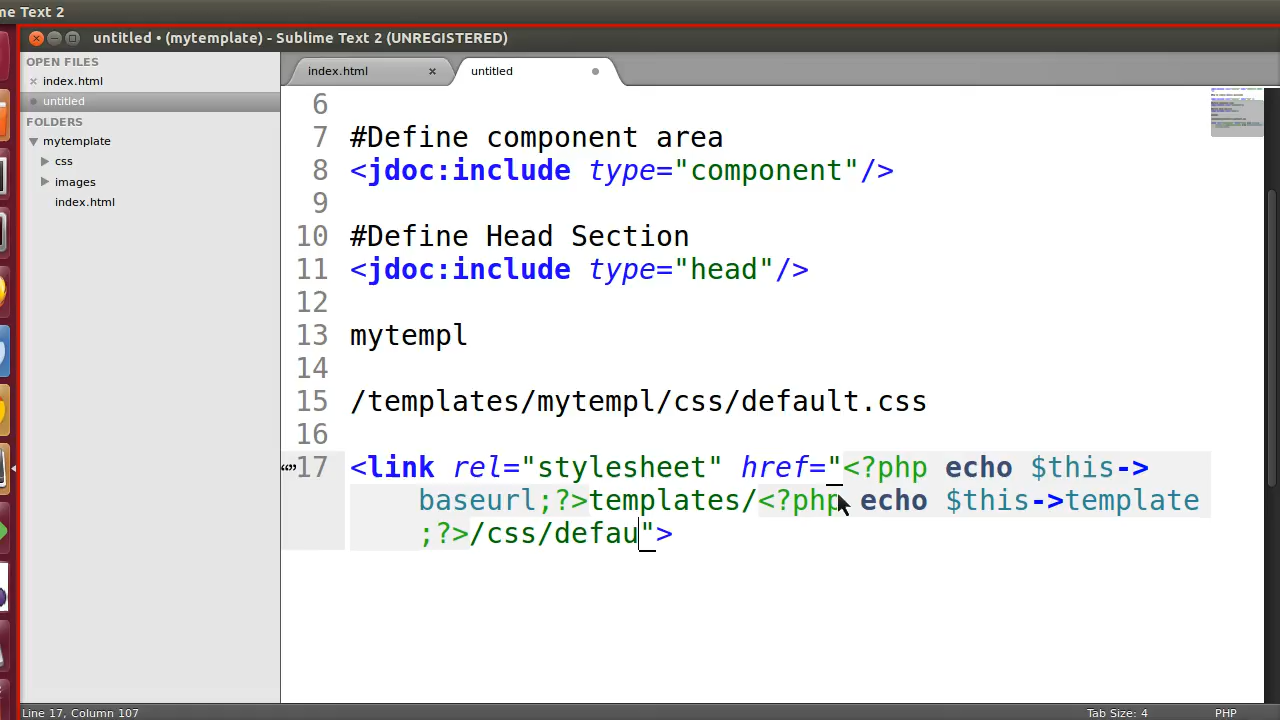 me Text 2
untitled • (mytemplate) - Sublime Text 2 (UNREGISTERED)
OPEN FILES
index.html
untitled
FOLDERS
mytemplate
css
images
index.html
index.html
untitled
6
7 #Define component area
8 <jdoc:include type="component"/>
9
10 #Define Head Section
11 <jdoc:include type="head"/>
12
13 mytempl
14
15 /templates/mytempl/css/default.css
16
17 <link rel="stylesheet" href="<?php echo $this->
baseurl;?>templates/<?php echo $this->template
;?>/css/defau">
Line 17, Column 107
Tab Size: 4
PHP